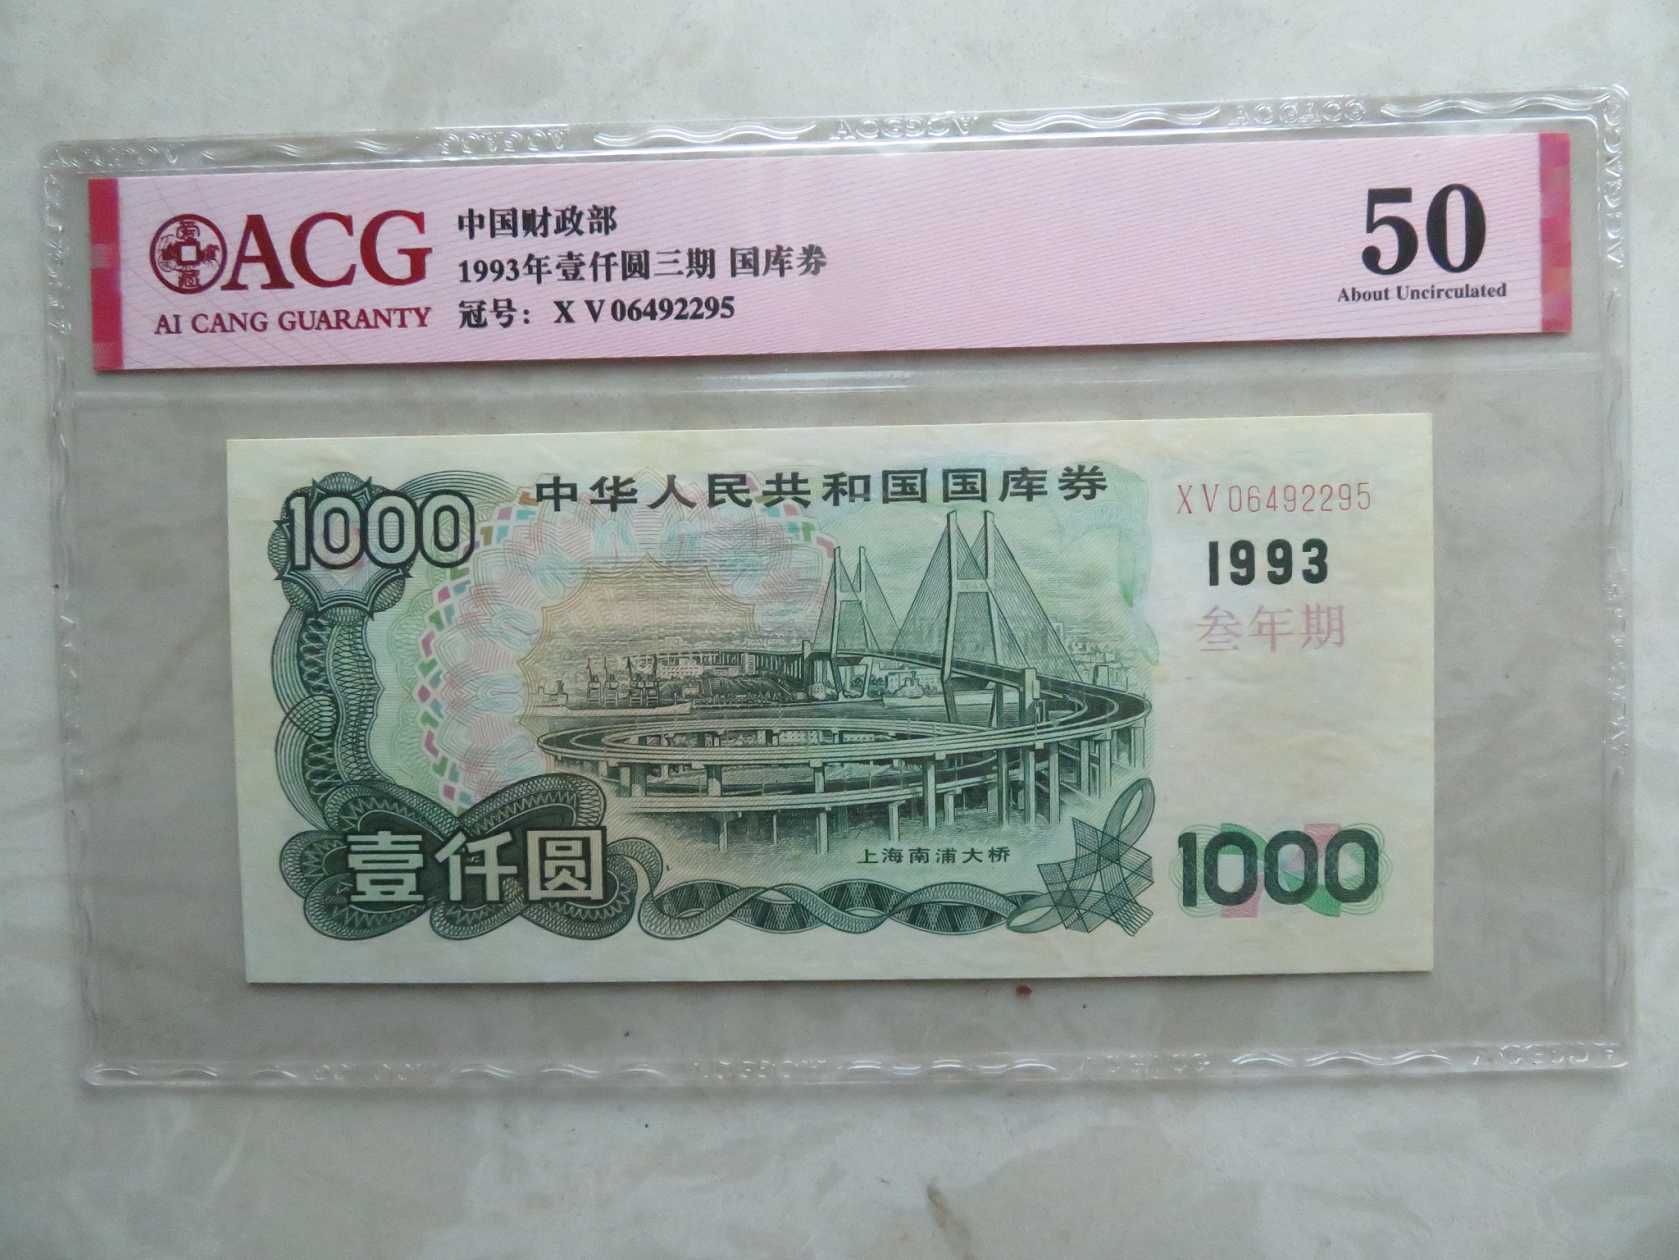 ACG
AI CANG GUARANTY
中国财政部
1993年壹仟圆三期 国库券
冠号: X V 06492295
50
About Uncirculated
中华人民共和国国库券
1000
XV06492295
1993
叁年期
上海南浦大桥
壹仟圆
1000